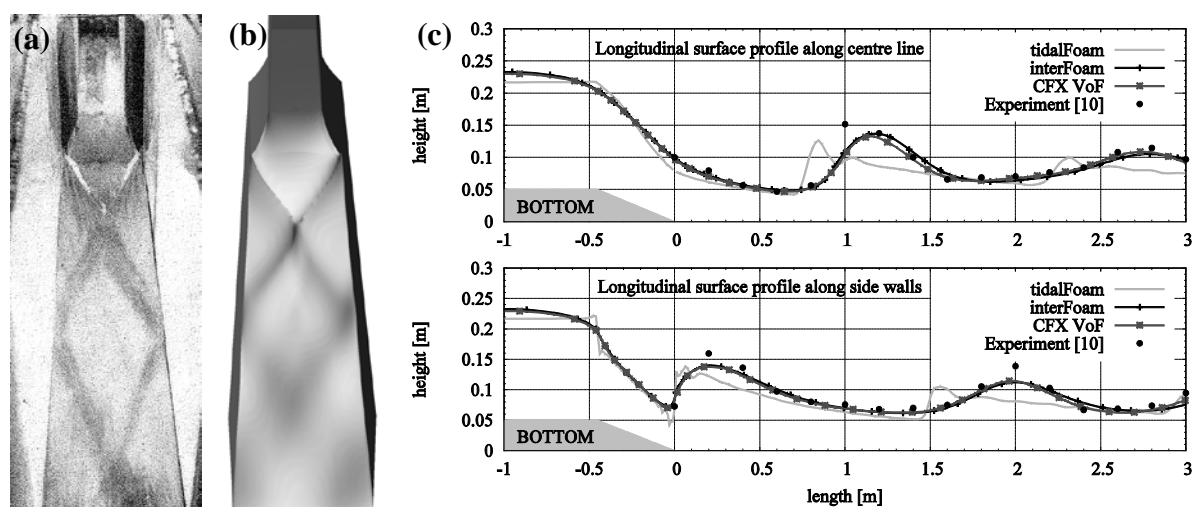 (a)
(b)
(c)
Longitudinal surface profile along centre line
tidalFoam
interFoam
CFX VoF
Experiment [10]
height [m]
0.3
0.25
0.2
0.15
0.1
0.05
0
BOTTOM
-1 -0.5 0 0.5 1 1.5 2 2.5 3
Longitudinal surface profile along side walls
tidalFoam
interFoam
CFX VoF
Experiment [10]
height [m]
0.3
0.25
0.2
0.15
0.1
0.05
0
BOTTOM
-1 -0.5 0 0.5 1 1.5 2 2.5 3
length [m]